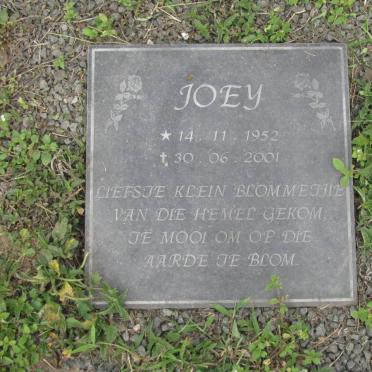 JOEY
★ 14 . 11 . 1952
† 30 . 06 . 2001
LIEFSTE KLEIN BLOMMETJIE
VAN DIE HEMEL GEKOM,
TE MOOI OM OP DIE
AARDE TE BLOM.